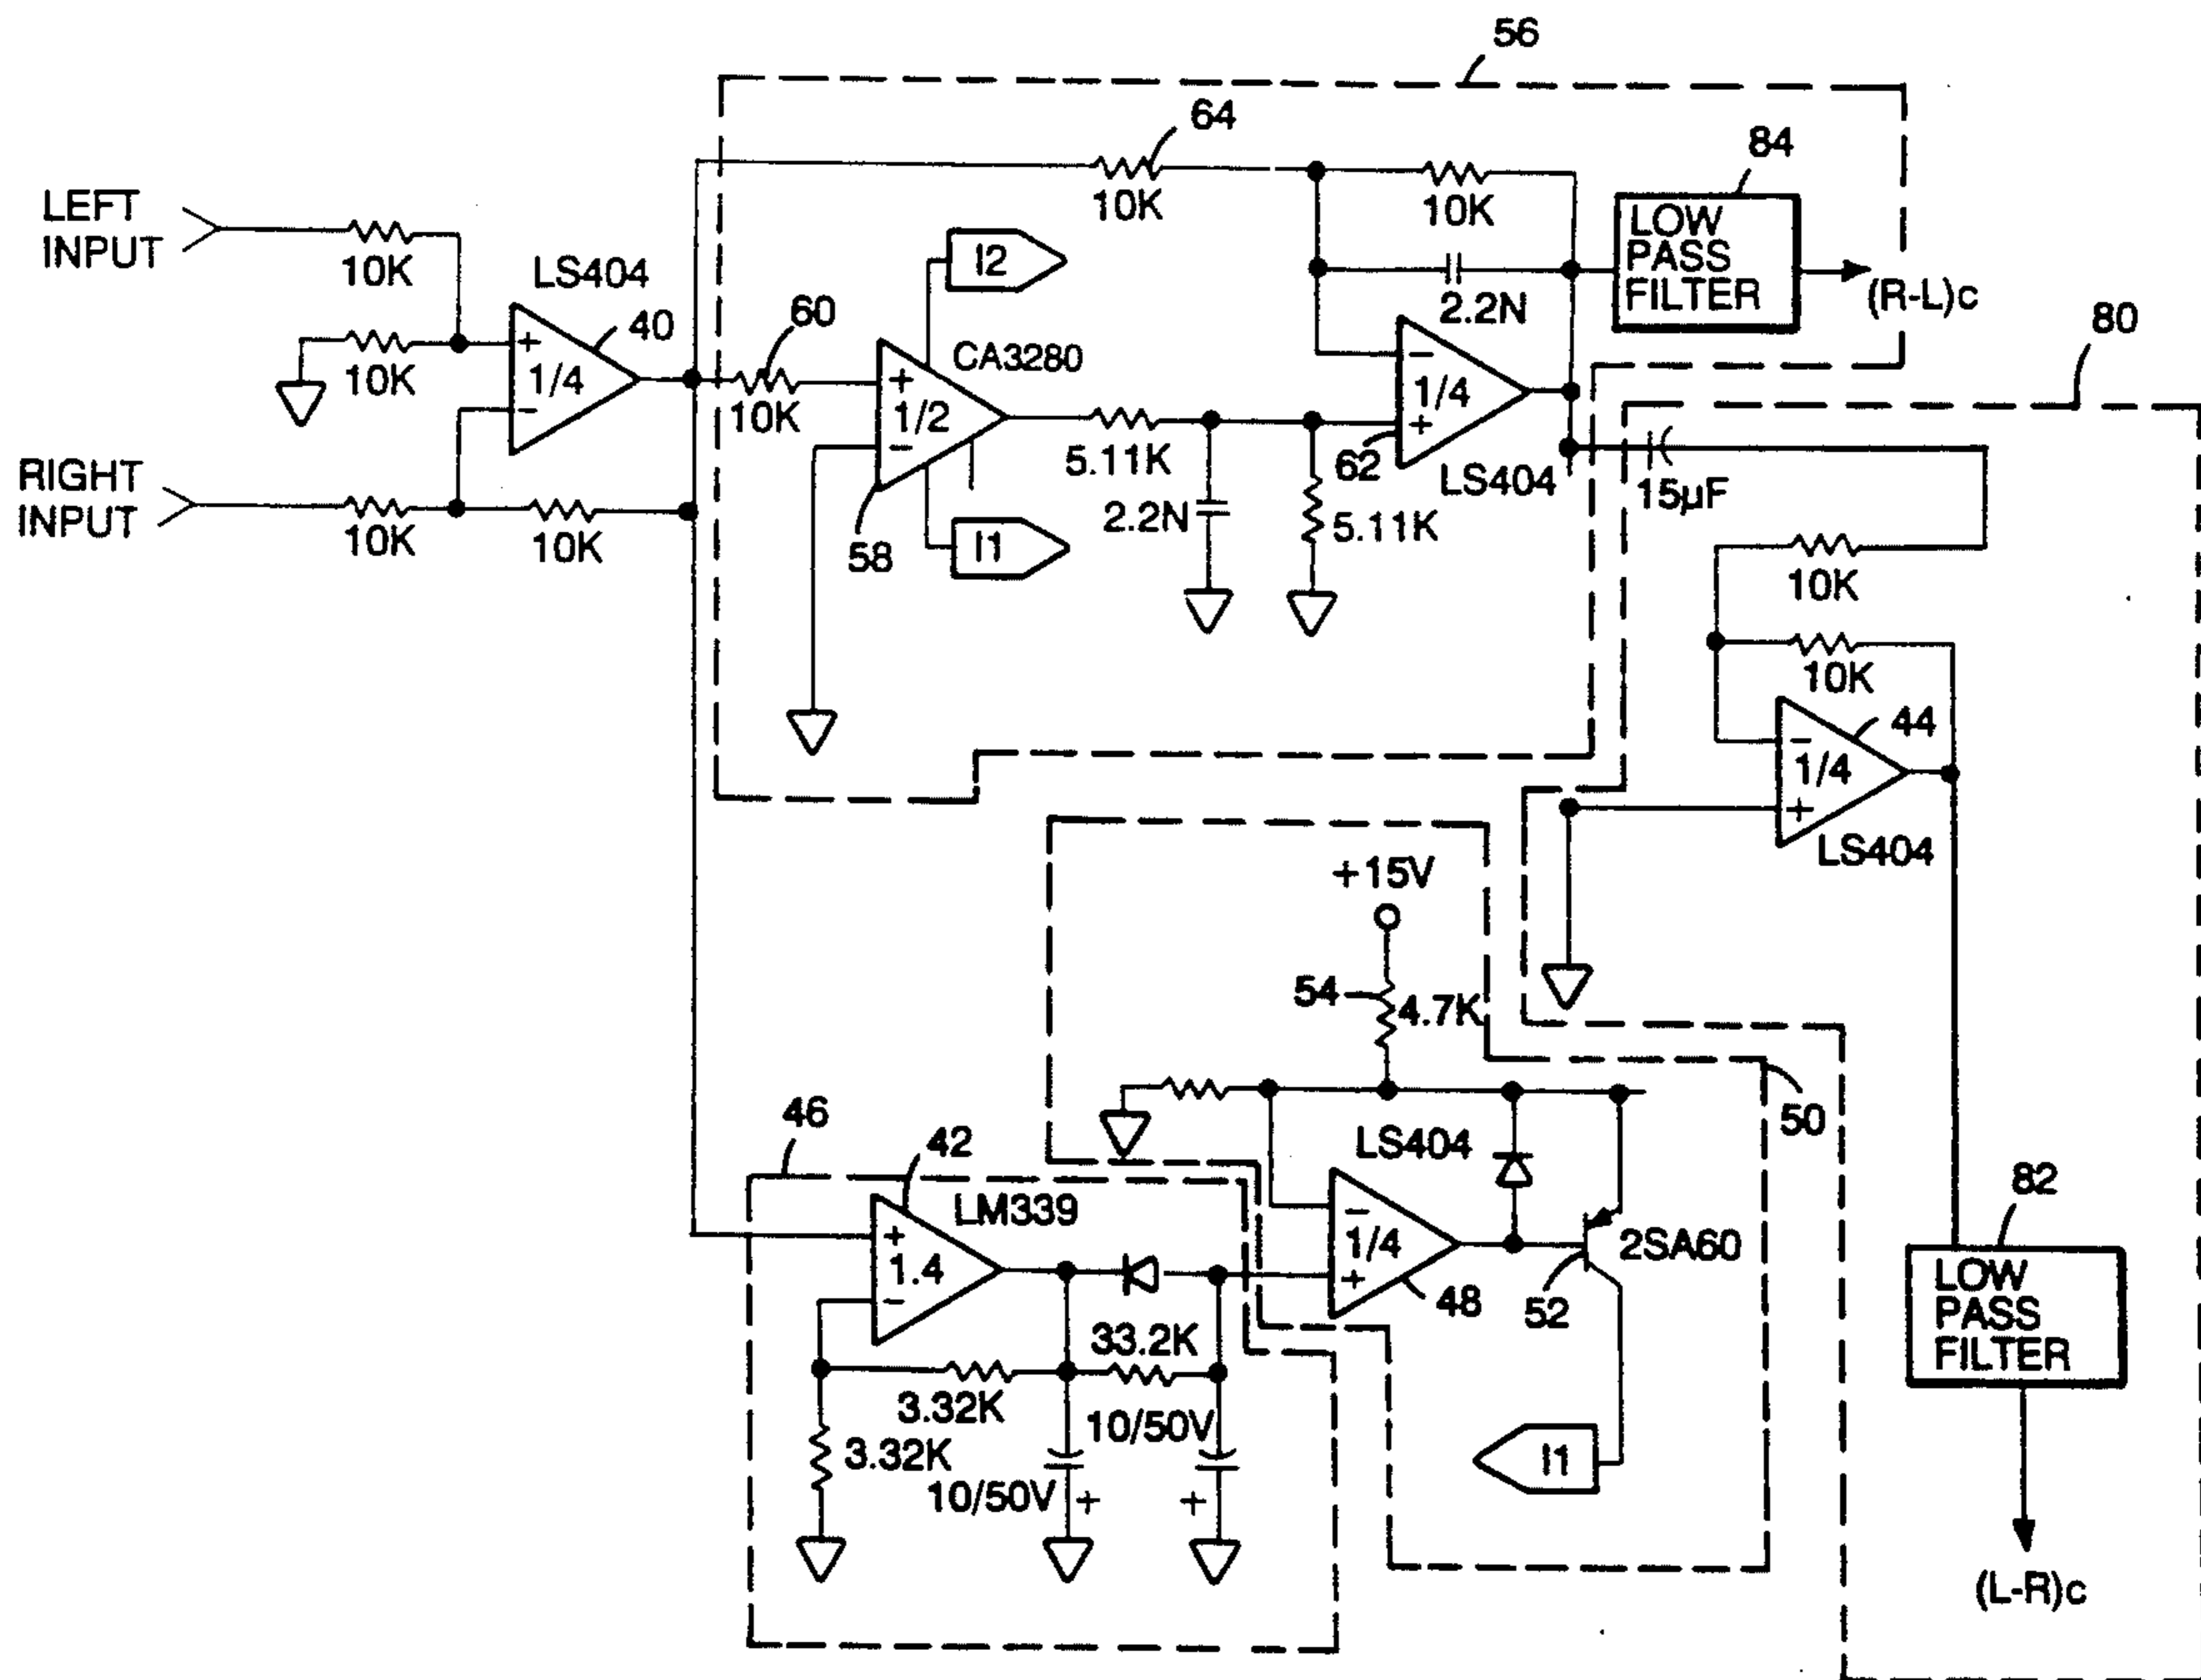 56
64
84
LEFT
INPUT
10K
LS404
40
+
1/4
-
10K
RIGHT
INPUT
10K
10K
10K
10K
LOW
PASS
FILTER
(R-L)c
80
I2
60
10K
CA3280
+
1/2
-
58
I1
2.2N
-
1/4
+
62
LS404
5.11K
2.2N
5.11K
15µF
10K
10K
44
-
1/4
+
LS404
+15V
54
4.7K
50
46
42
LM339
+
1.4
-
LS404
-
1/4
+
48
2SA60
52
82
LOW
PASS
FILTER
33.2K
3.32K
3.32K
10/50V
+
10/50V
+
I1
(L-R)c